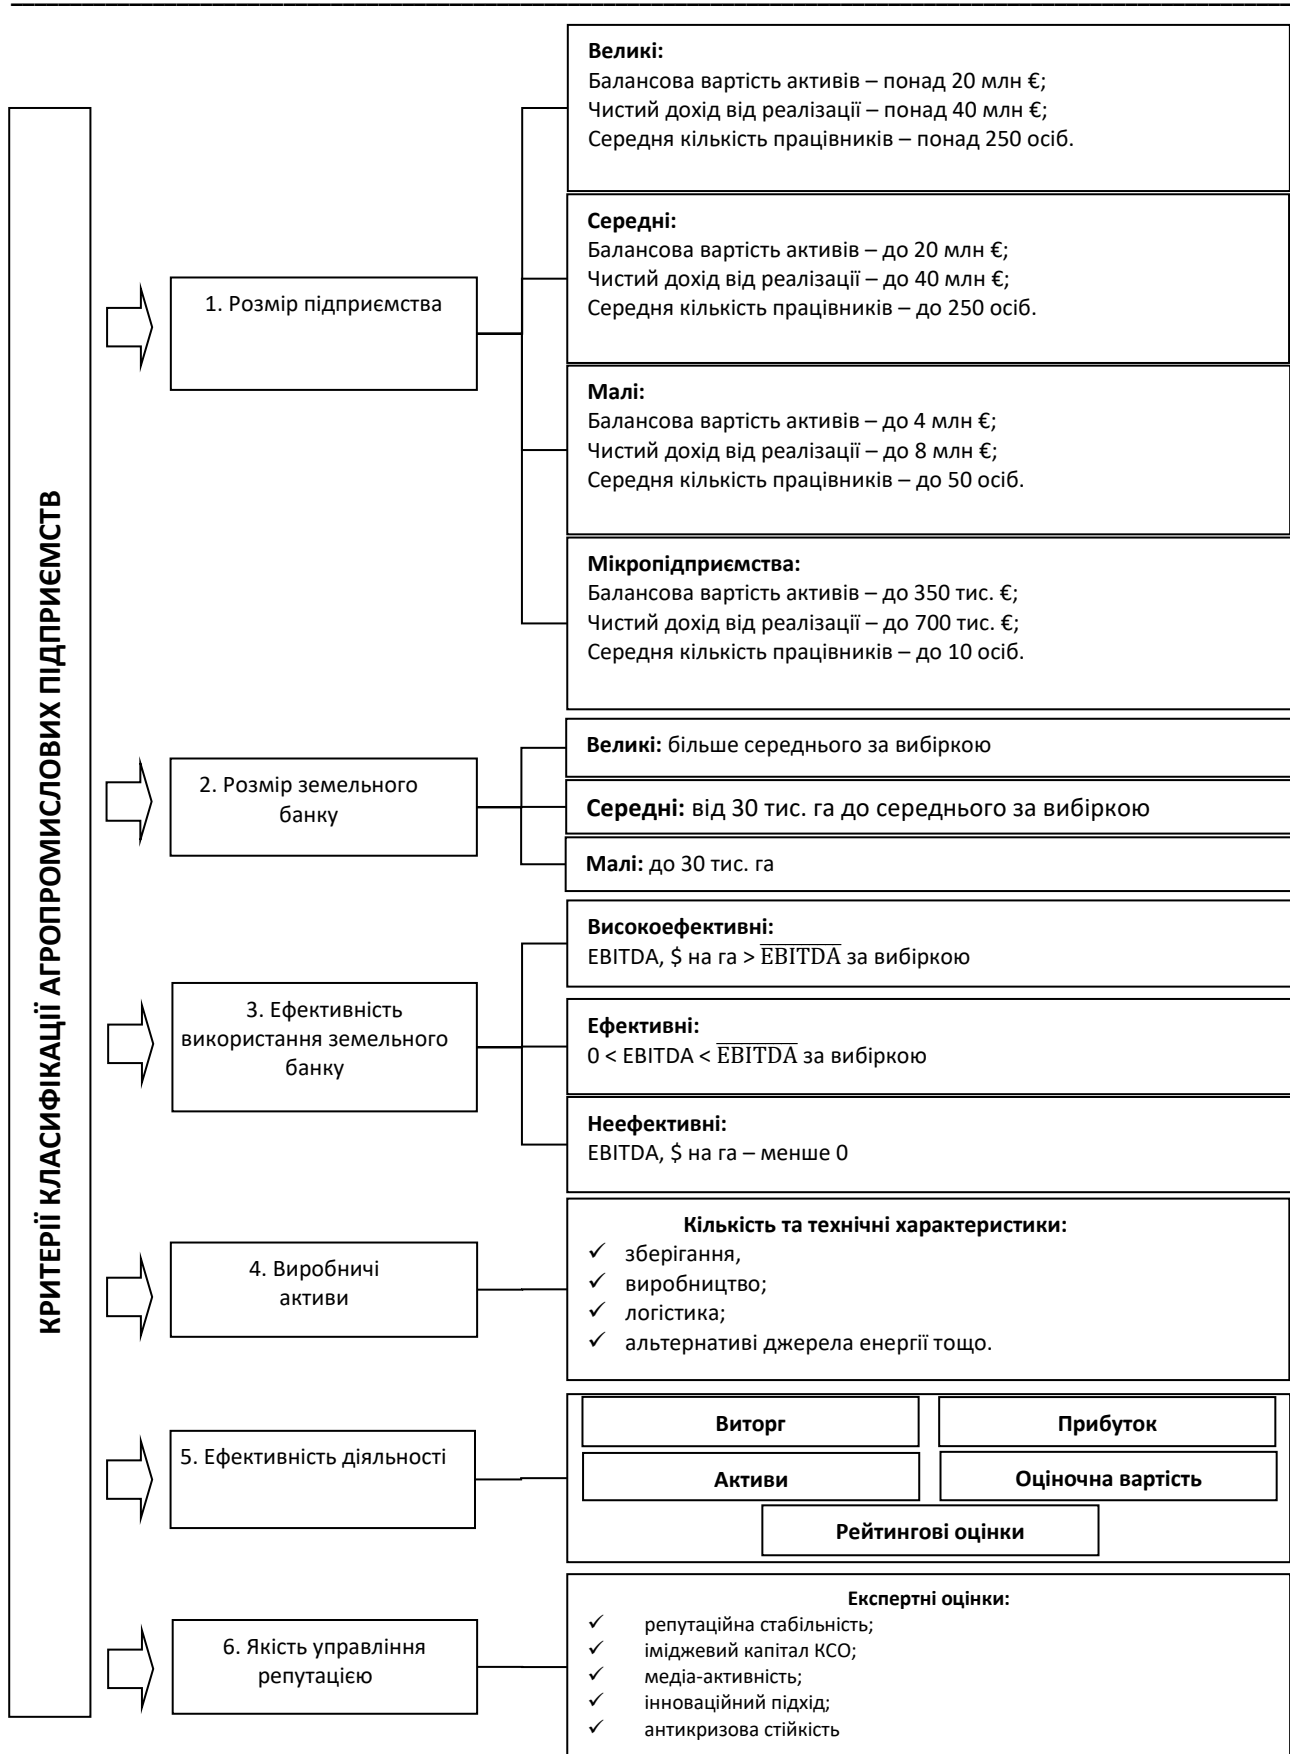 КРИТЕРІЇ КЛАСИФІКАЦІЇ АГРОПРОМИСЛОВИХ ПІДПРИЄМСТВ
1. Розмір підприємства
Великі:
Балансова вартість активів – понад 20 млн €;
Чистий дохід від реалізації – понад 40 млн €;
Середня кількість працівників – понад 250 осіб.
Середні:
Балансова вартість активів – до 20 млн €;
Чистий дохід від реалізації – до 40 млн €;
Середня кількість працівників – до 250 осіб.
Малі:
Балансова вартість активів – до 4 млн €;
Чистий дохід від реалізації – до 8 млн €;
Середня кількість працівників – до 50 осіб.
Мікропідприємства:
Балансова вартість активів – до 350 тис. €;
Чистий дохід від реалізації – до 700 тис. €;
Середня кількість працівників – до 10 осіб.
2. Розмір земельного
банку
Великі: більше середнього за вибіркою
Середні: від 30 тис. га до середнього за вибіркою
Малі: до 30 тис. га
3. Ефективність
використання земельного
банку
Високоефективні:
EBITDA, $ на га > E̅B̅I̅T̅D̅A̅ за вибіркою
Ефективні:
0 < EBITDA < E̅B̅I̅T̅D̅A̅ за вибіркою
Неефективні:
EBITDA, $ на га – менше 0
4. Виробничі
активи
Кількість та технічні характеристики:
✓ зберігання,
✓ виробництво;
✓ логістика;
✓ альтернативі джерела енергії тощо.
5. Ефективність діяльності
Виторг
Прибуток
Активи
Оціночна вартість
Рейтингові оцінки
6. Якість управління
репутацією
Експертні оцінки:
✓ репутаційна стабільність;
✓ іміджевий капітал КСО;
✓ медіа-активність;
✓ інноваційний підхід;
✓ антикризова стійкість